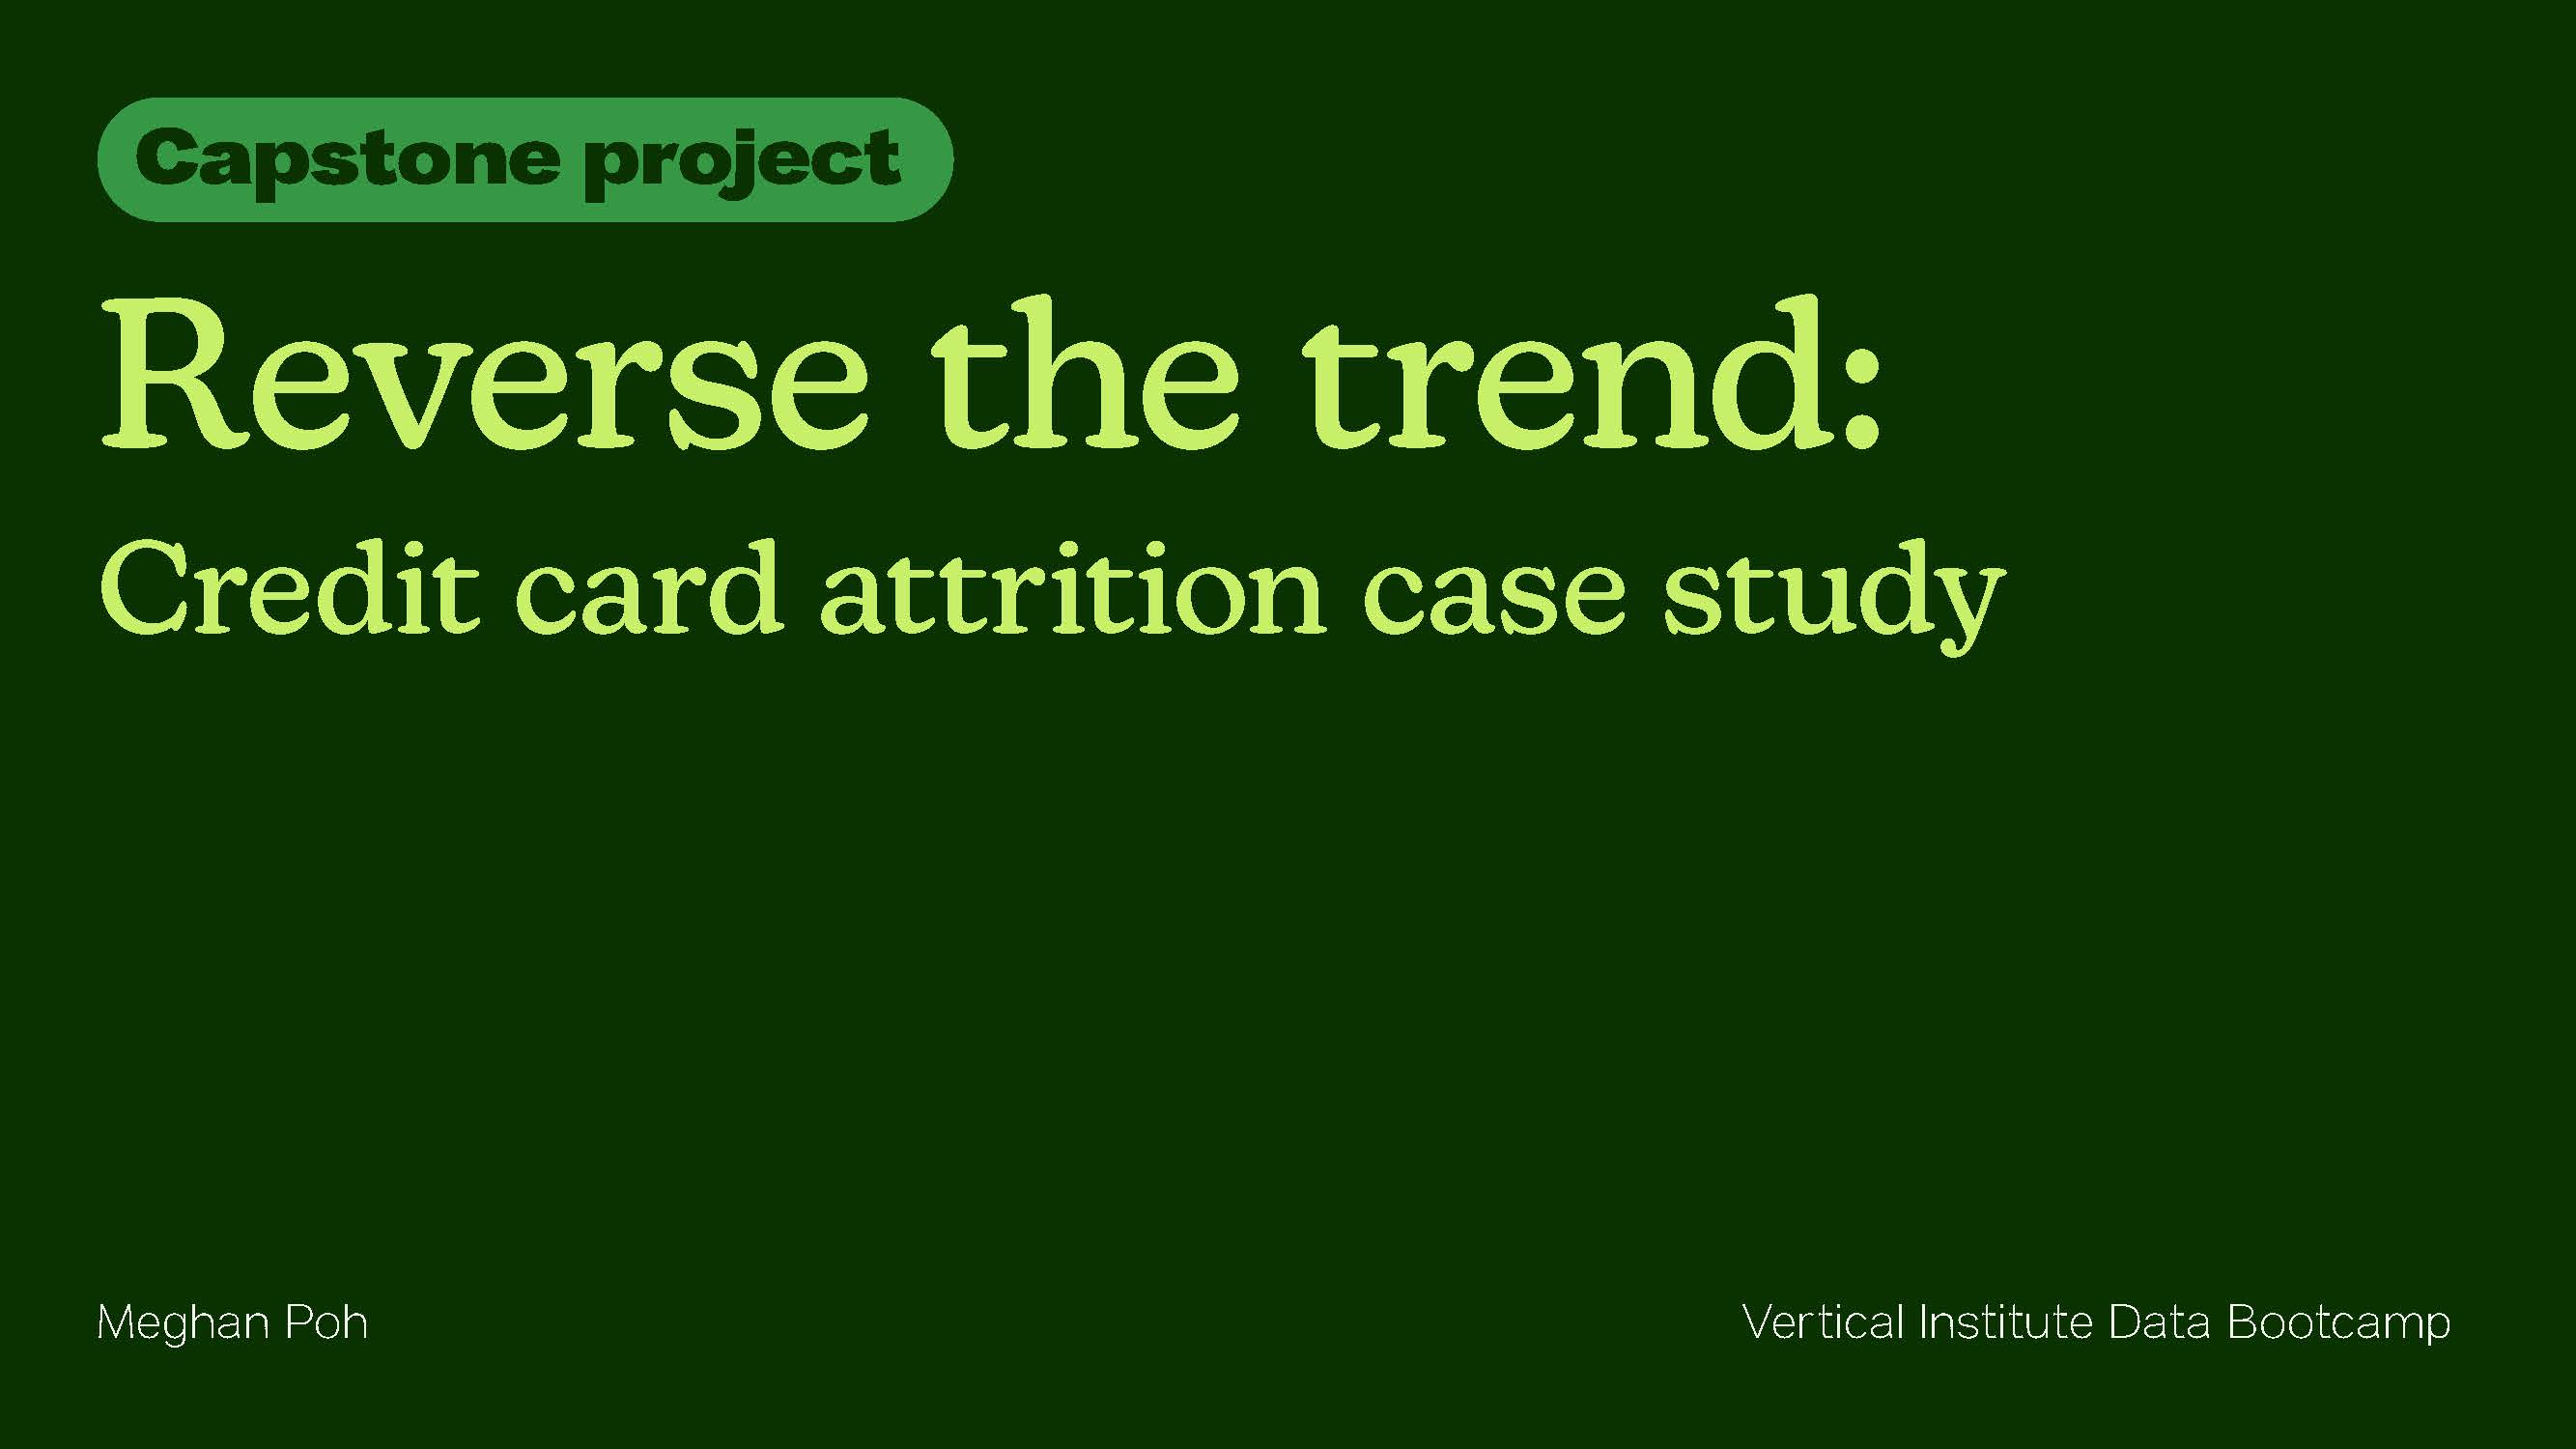 Capstone project
Reverse the trend:
Credit card attrition case study
Meghan Poh
Vertical Institute Data Bootcamp